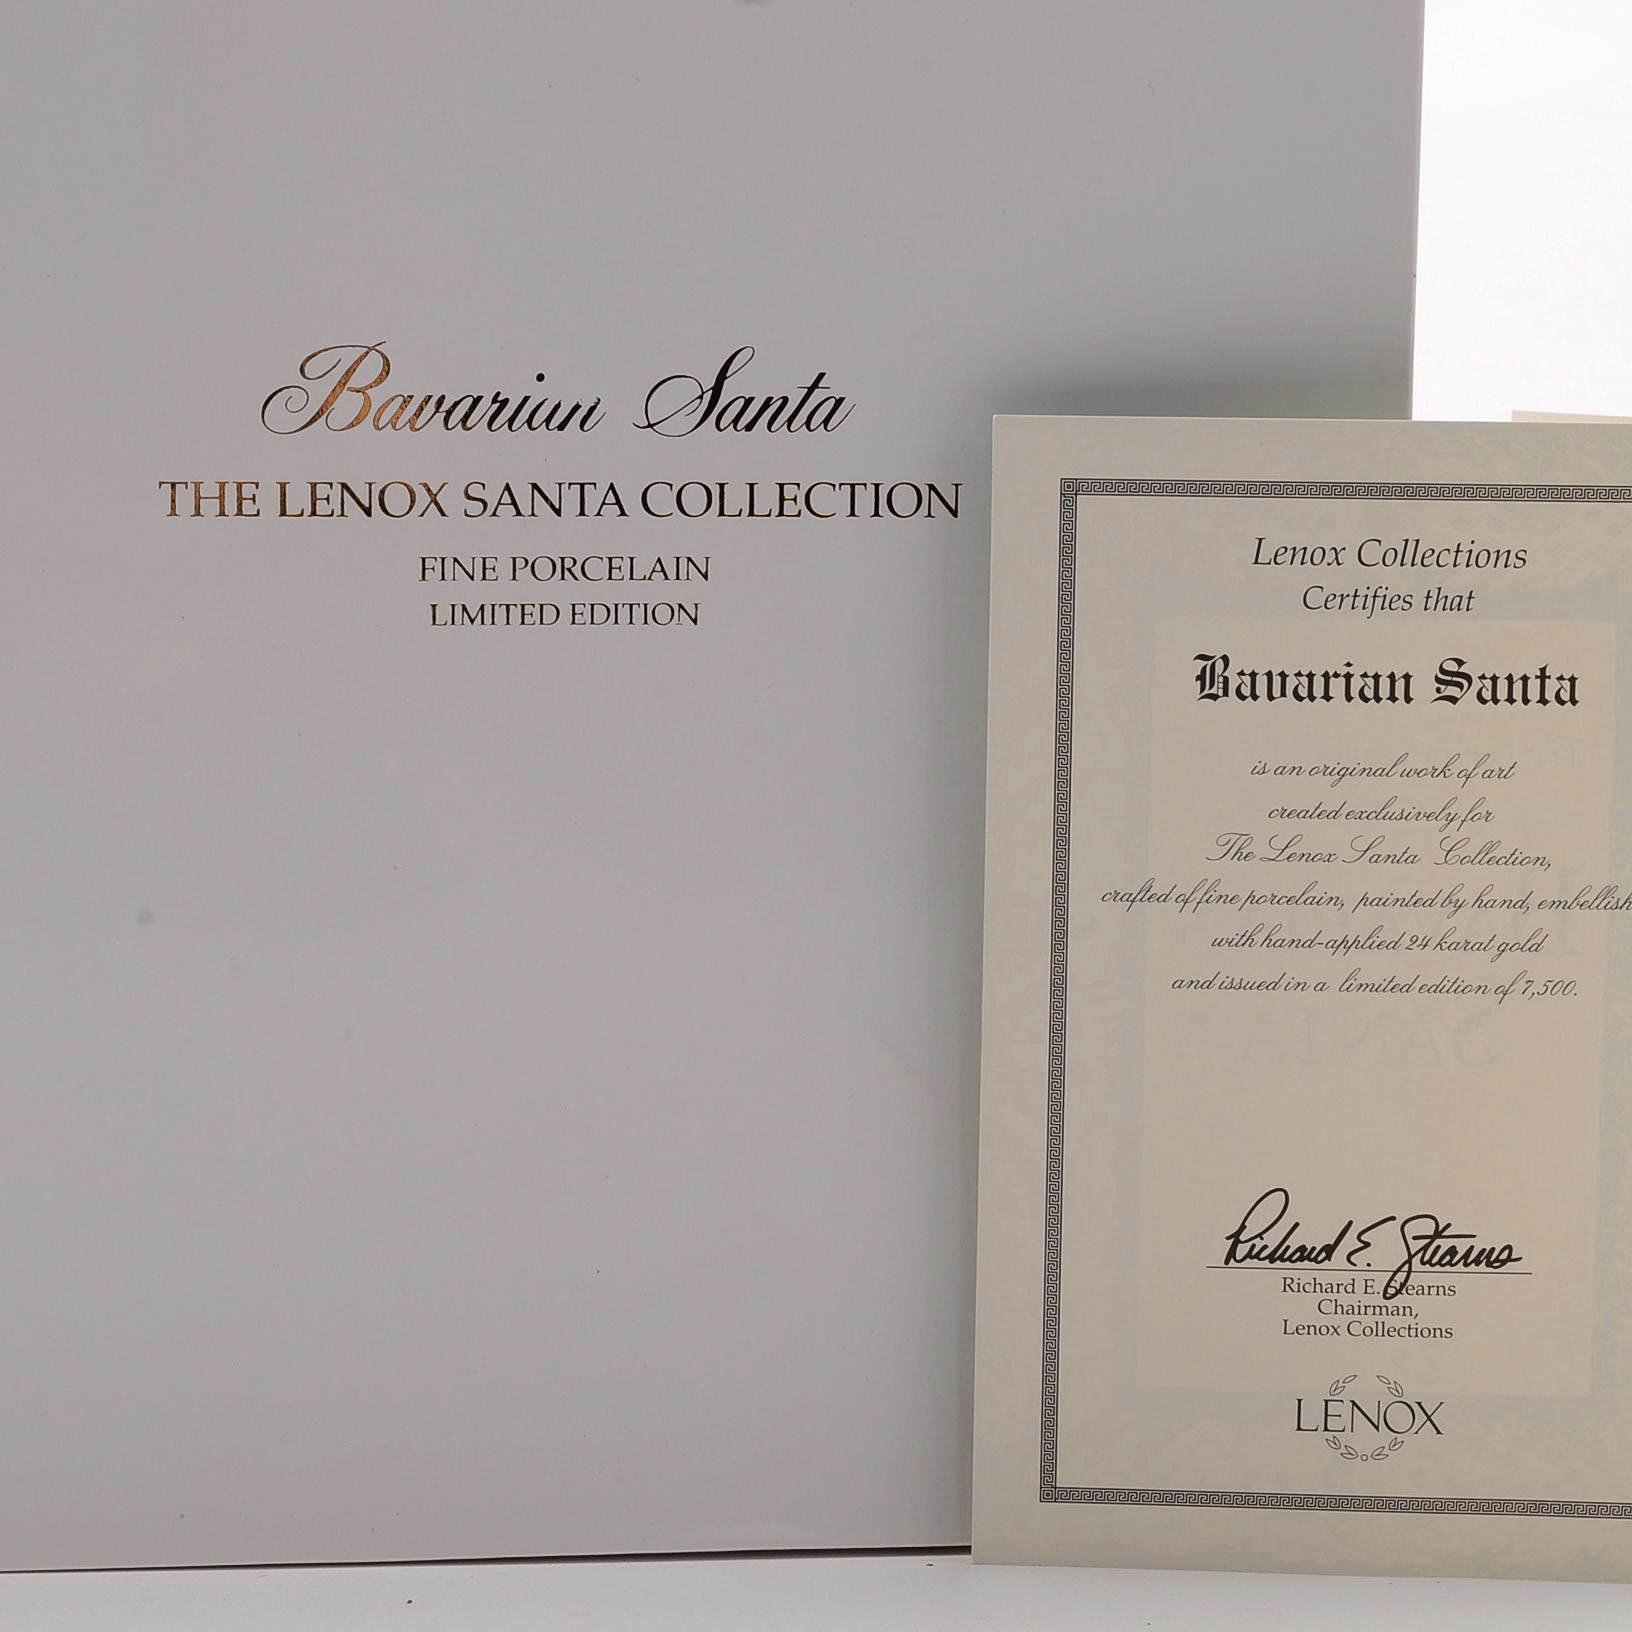 Bavarian Santa
THE LENOX SANTA COLLECTION
FINE PORCELAIN
LIMITED EDITION
Lenox Collections
Certifies that
Bavarian Santa
is an original work of art
created exclusively for
The Lenox Santa Collection,
crafted of fine porcelain, painted by hand, embellish
with hand-applied 24 karat gold
and issued in a limited edition of 7,500.
Richard E. Stearns
Richard E. Stearns
Chairman,
Lenox Collections
LENOX